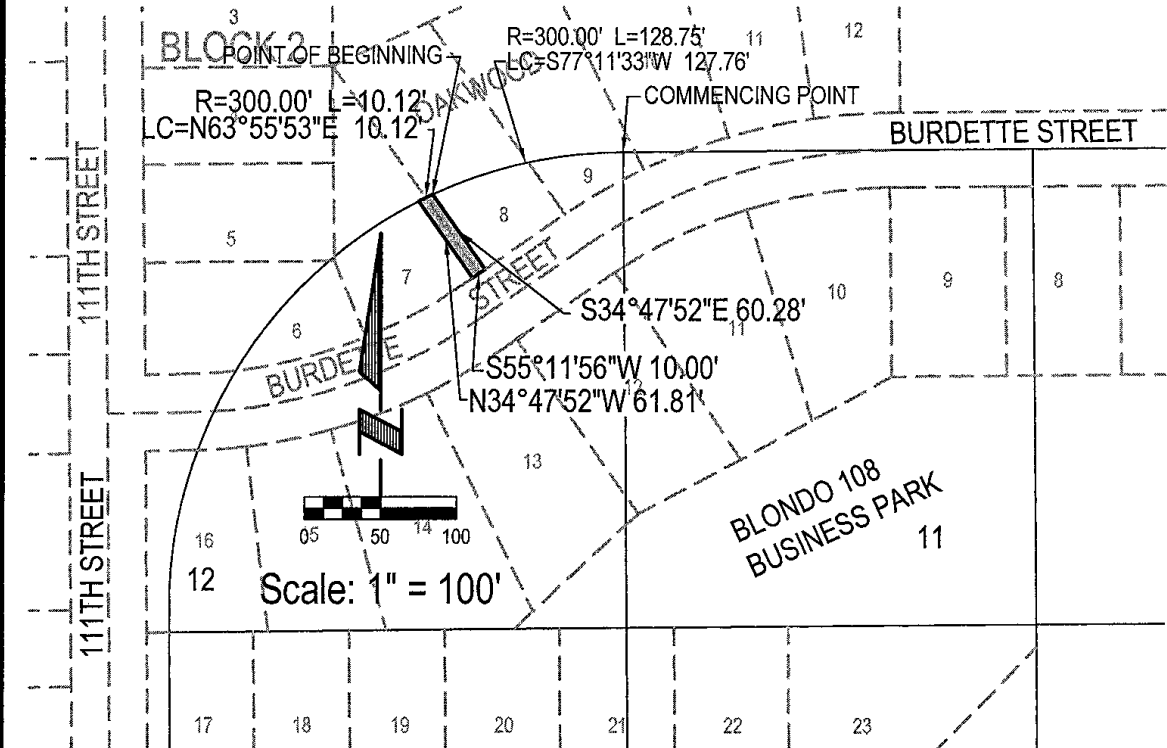 3
BLOCK 2
POINT OF BEGINNING
R=300.00' L=128.75'
LC=S77°11'33"W 127.76'
11
12
R=300.00' L=10.12'
LC=N63°55'53"E 10.12'
OAKWOOD
COMMENCING POINT
BURDETTE STREET
111TH STREET
9
8
5
7
STREET
10
9
8
S34°47'52"E 60.28'
11
6
BURDETTE
S55°11'56"W 10.00'
12
N34°47'52"W 61.81'
13
BLONDO 108
BUSINESS PARK
11
111TH STREET
16
12
05 50 14 100
Scale: 1" = 100'
17
18
19
20
21
22
23